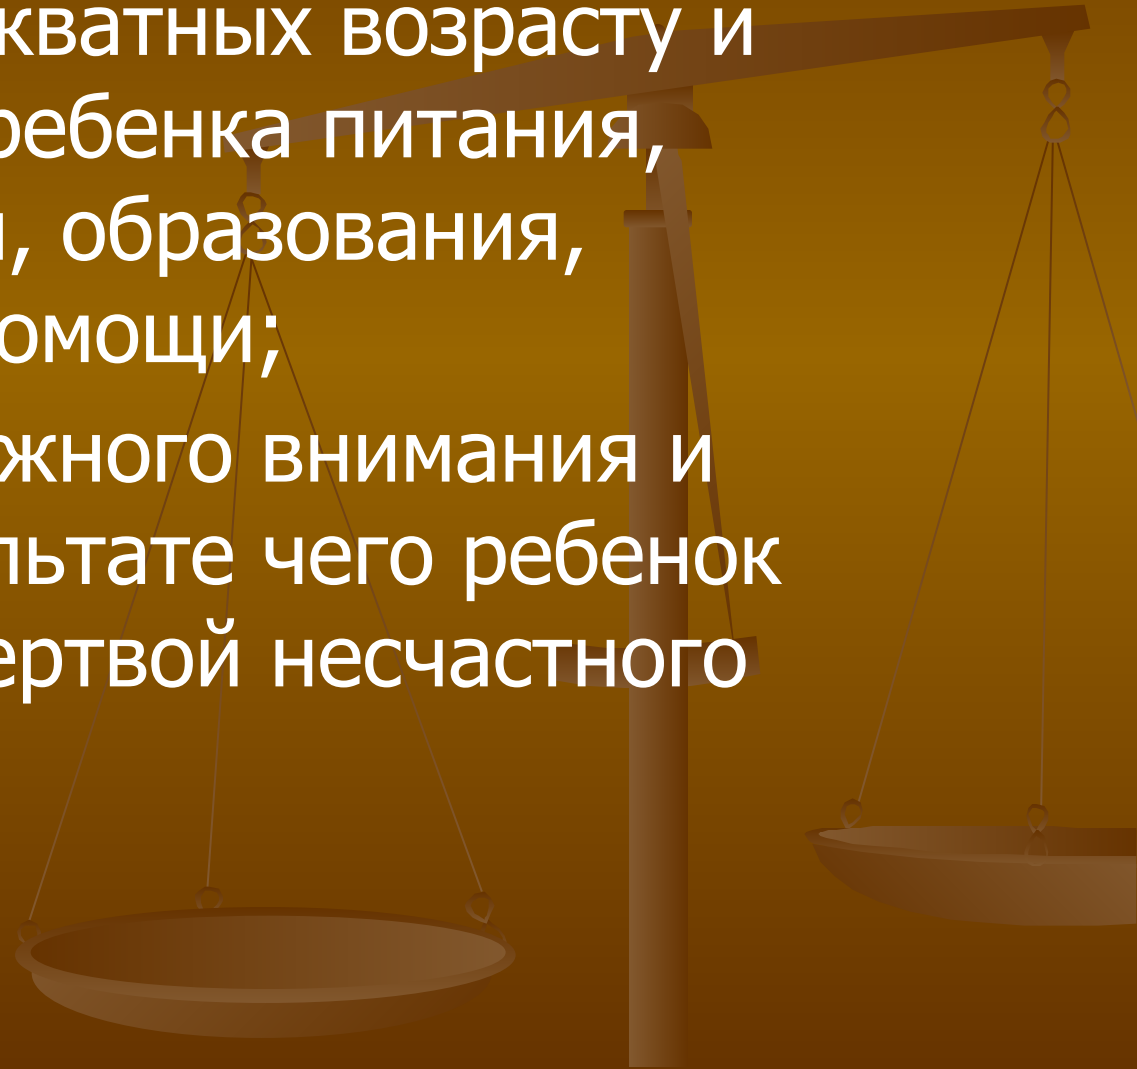 кватных возрасту и
ребенка питания,
, образования,
омощи;
жного внимания и
льтате чего ребенок
ертвой несчастного